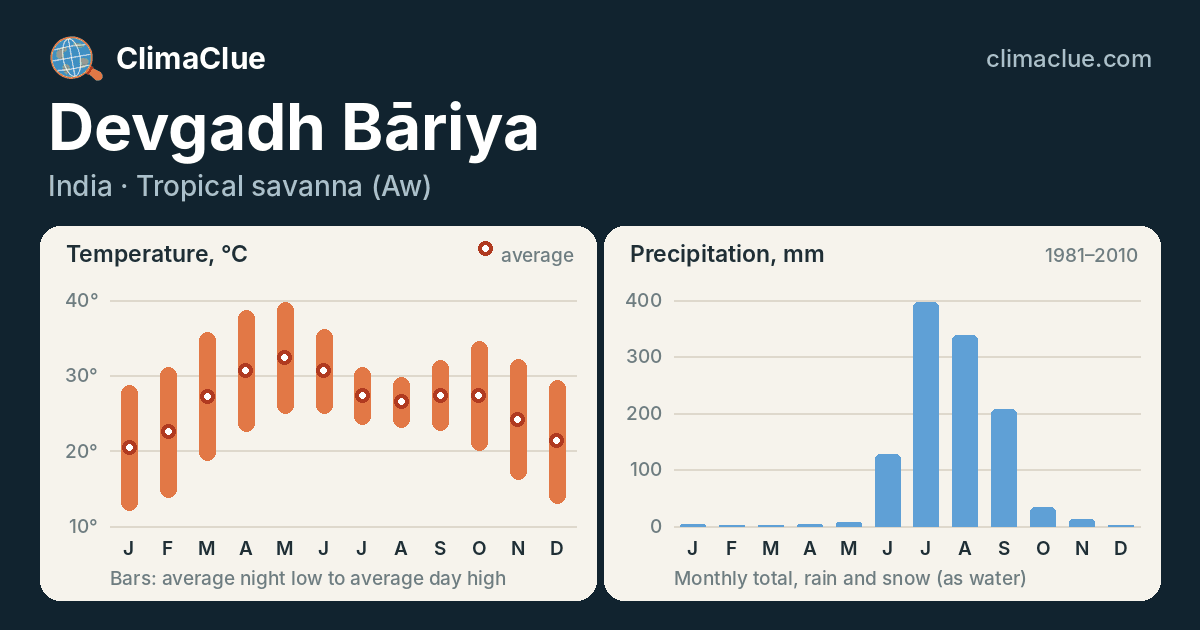 ClimaClue
climaclue.com
Devgadh Bāriya
India · Tropical savanna (Aw)
Temperature, °C
average
40°
30°
20°
10°
J F M A M J J A S O N D
Bars: average night low to average day high
Precipitation, mm
1981–2010
400
300
200
100
0
J F M A M J J A S O N D
Monthly total, rain and snow (as water)